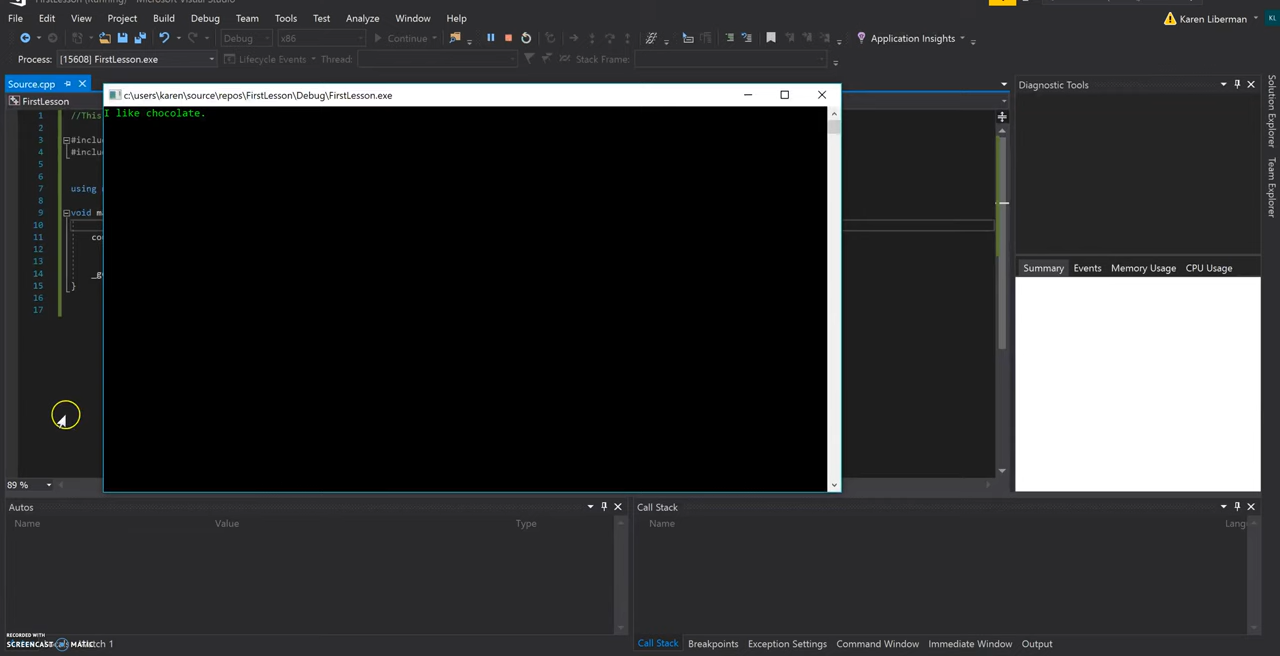 FirstLesson (Running) - Microsoft Visual Studio
File Edit View Project Build Debug Team Tools Test Analyze Window Help
Karen Liberman KL
Debug x86 Continue Application Insights
Process: [15608] FirstLesson.exe Lifecycle Events Thread: Stack Frame:
Source.cpp
FirstLesson
c:\users\karen\source\repos\FirstLesson\Debug\FirstLesson.exe
I like chocolate.
1 //This
2
3 #inclu
4 #inclu
5
6
7 using
8
9 void m
10
11 co
12
13
14 _g
15 }
16
17
89 %
Diagnostic Tools
Summary Events Memory Usage CPU Usage
Solution Explorer
Team Explorer
Autos
Name Value Type
Call Stack
Name Lang
RECORDED WITH
SCREENCAST MATIC
Call Stack Breakpoints Exception Settings Command Window Immediate Window Output